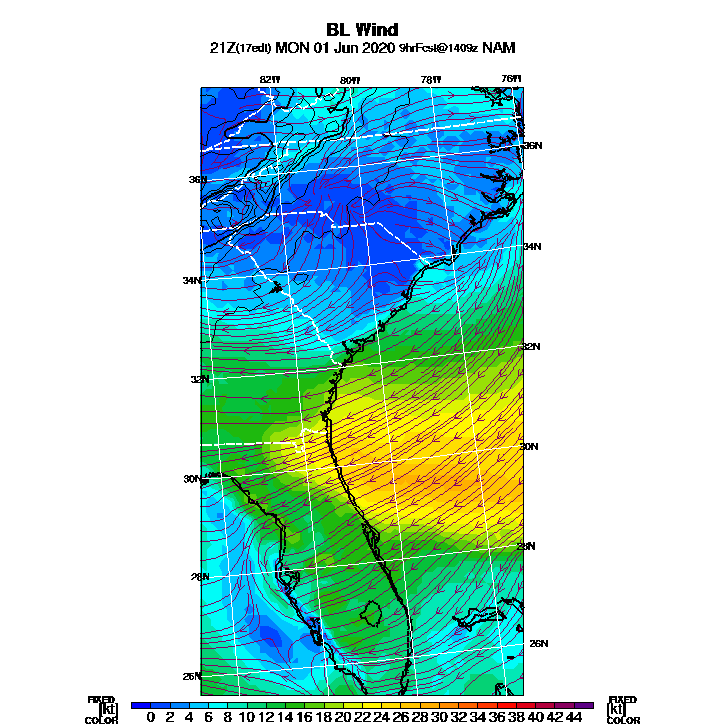 BL Wind
21Z(17edt) MON 01 Jun 2020 9hrFcst@1409z NAM
82W 80W 78W 76W
36N
36N
34N
34N
32N
32N
30N
30N
28N
28N
26N
26N
FIXED FIXED
[kt] 0 2 4 6 8 10 12 14 16 18 20 22 24 26 28 30 32 34 36 38 40 42 44 [kt]
COLOR COLOR